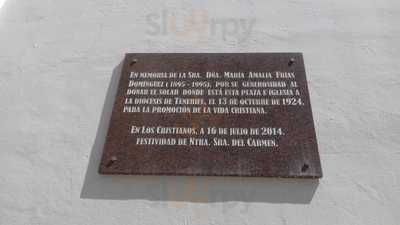 sluurpy
En memoria de la Sra. Dña. María Amalia Frías
Domínguez (1895 - 1995), por su generosidad al
donar el solar donde está esta plaza e iglesia a
la diócesis de Tenerife, el 13 de octubre de 1924,
para la promoción de la vida cristiana.
En Los Cristianos, a 16 de julio de 2014,
festividad de Ntra. Sra. del Carmen.